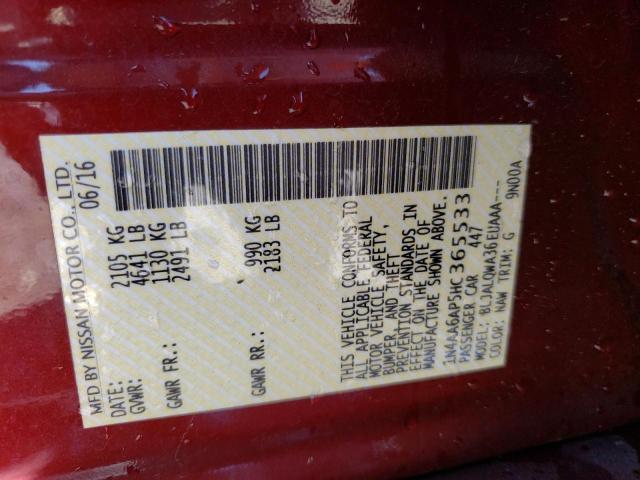 MFD BY NISSAN MOTOR CO., LTD.
DATE: 06/16
GVWR: 2105 KG
4641 LB
GAWR FR.: 1130 KG
2491 LB
GAWR RR.: 990 KG
2183 LB
THIS VEHICLE CONFORMS TO
ALL APPLICABLE FEDERAL
MOTOR VEHICLE SAFETY,
BUMPER, AND THEFT
PREVENTION STANDARDS IN
EFFECT ON THE DATE OF
MANUFACTURE SHOWN ABOVE.
1N4AA6AP5HC365533
PASSENGER CAR 447
MODEL: BLJALQWA36EUAAA----
COLOR: NAW TRIM: G 9N00A